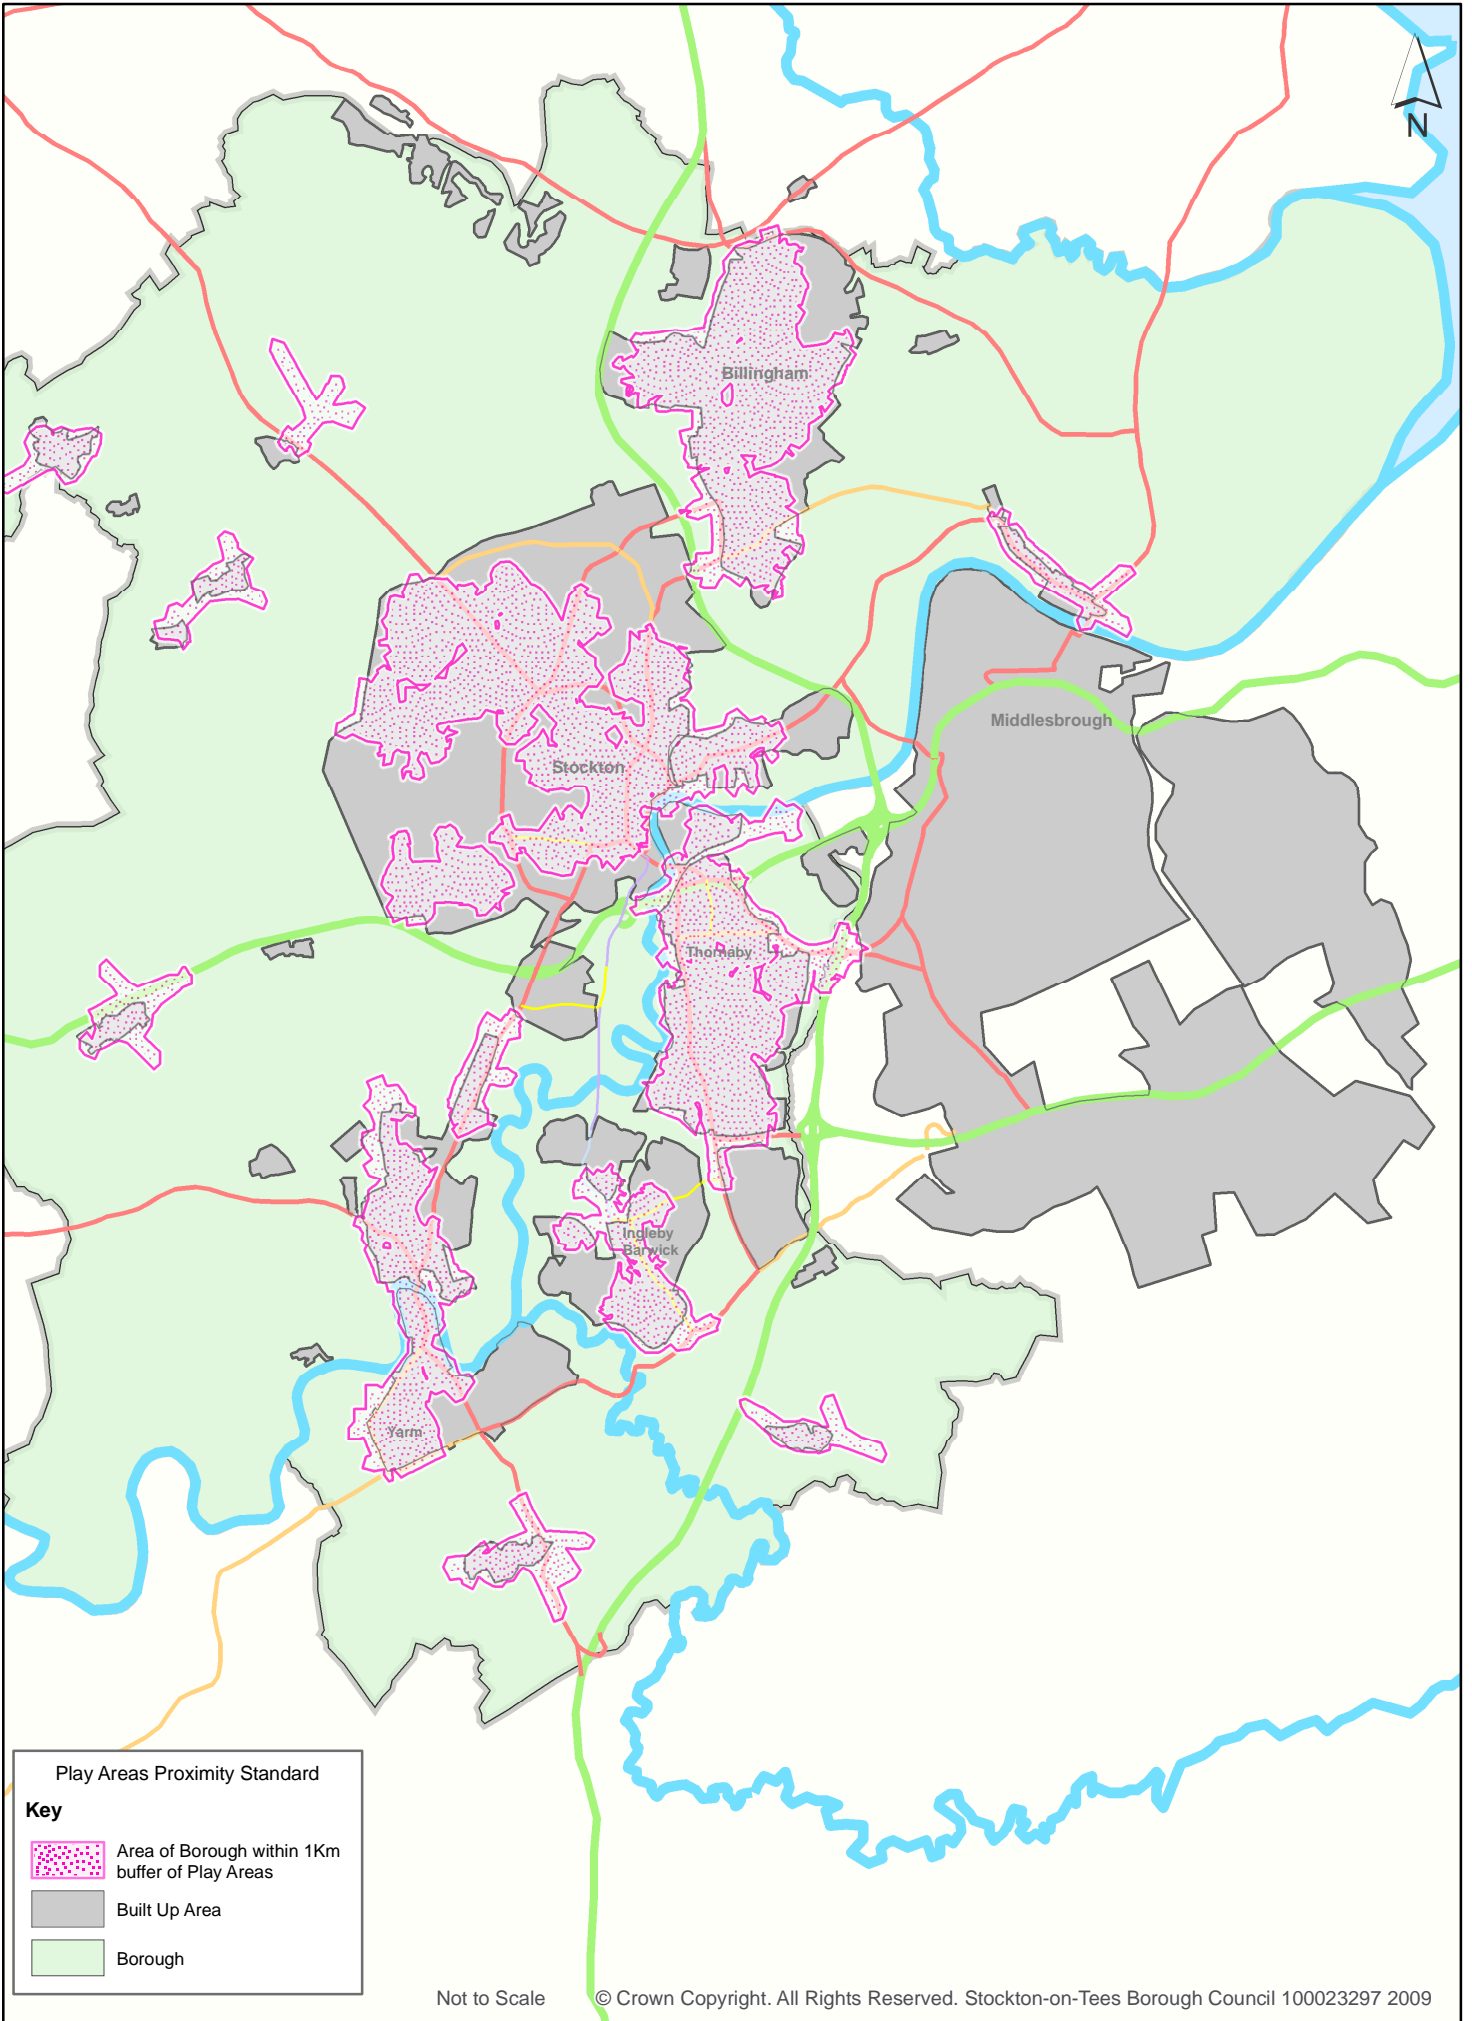 N
Billingham
Middlesbrough
Stockton
Thornaby
Ingleby
Barwick
Yarm
Play Areas Proximity Standard
Key
Area of Borough within 1Km
buffer of Play Areas
Built Up Area
Borough
Not to Scale © Crown Copyright. All Rights Reserved. Stockton-on-Tees Borough Council 100023297 2009